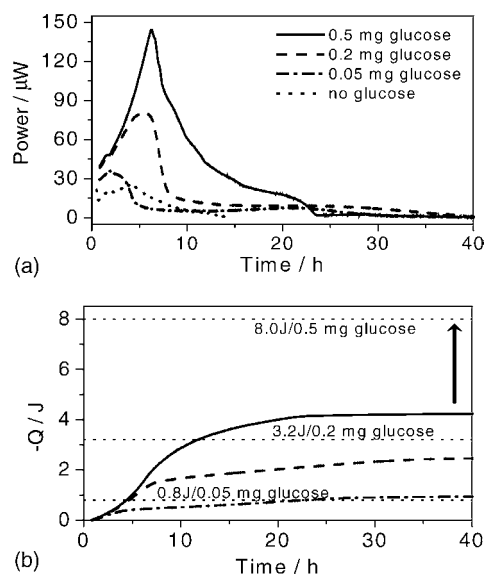 150
120
90
60
30
0
Power / µW
0.5 mg glucose
0.2 mg glucose
0.05 mg glucose
no glucose
0 10 20 30 40
Time / h
(a)
8
6
4
2
0
-Q / J
8.0J/0.5 mg glucose
3.2J/0.2 mg glucose
0.8J/0.05 mg glucose
0 10 20 30 40
Time / h
(b)